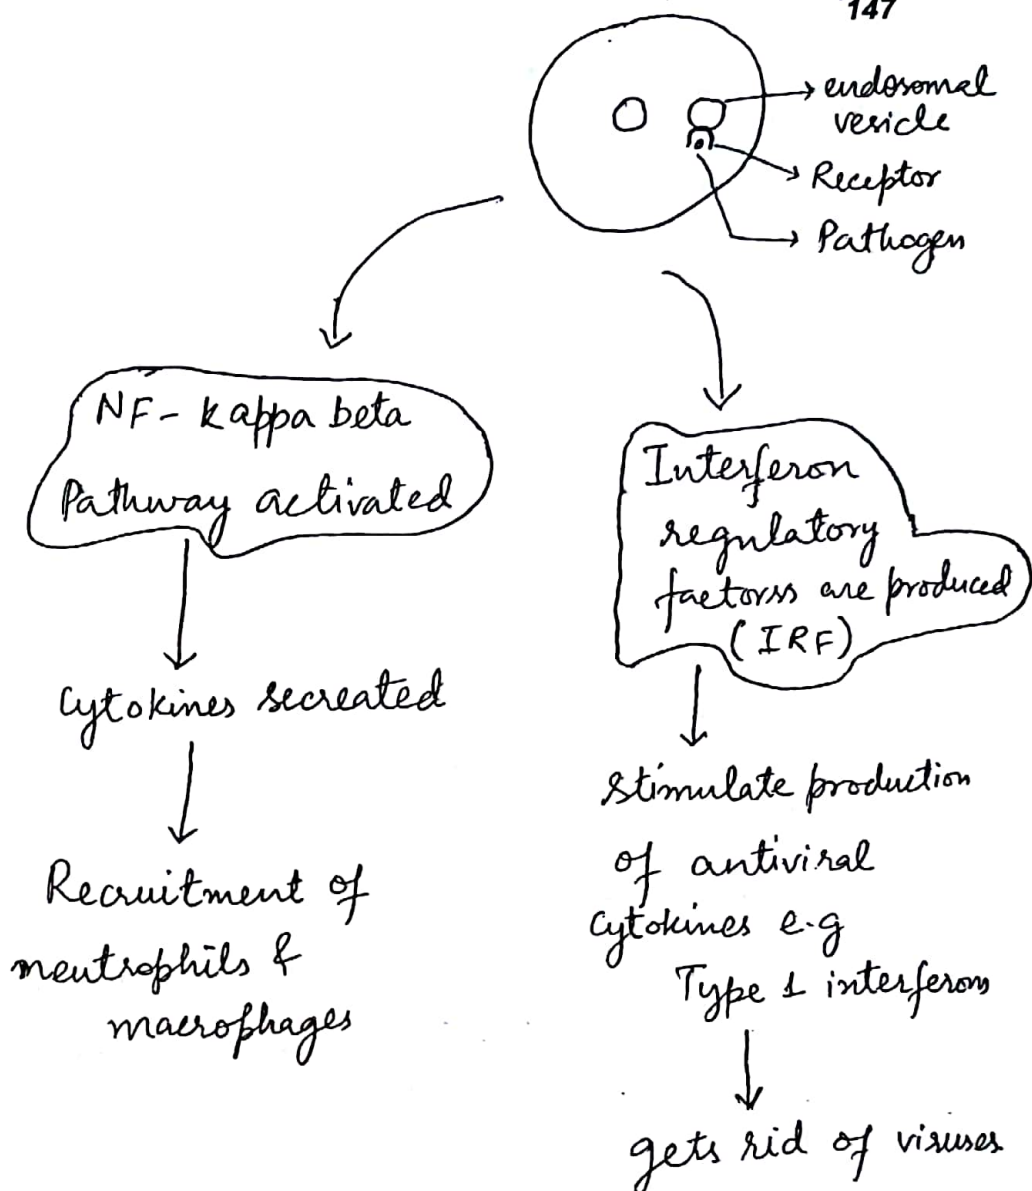 147
endosomal
vesicle
Receptor
Pathogen
NF- kappa beta
Pathway activated
Cytokines secreated
Recruitment of
neutrophils &
macrophages
Interferon
regulatory
factorss are produced
(IRF)
stimulate production
of antiviral
cytokines e.g
Type 1 interferons
gets rid of viruses